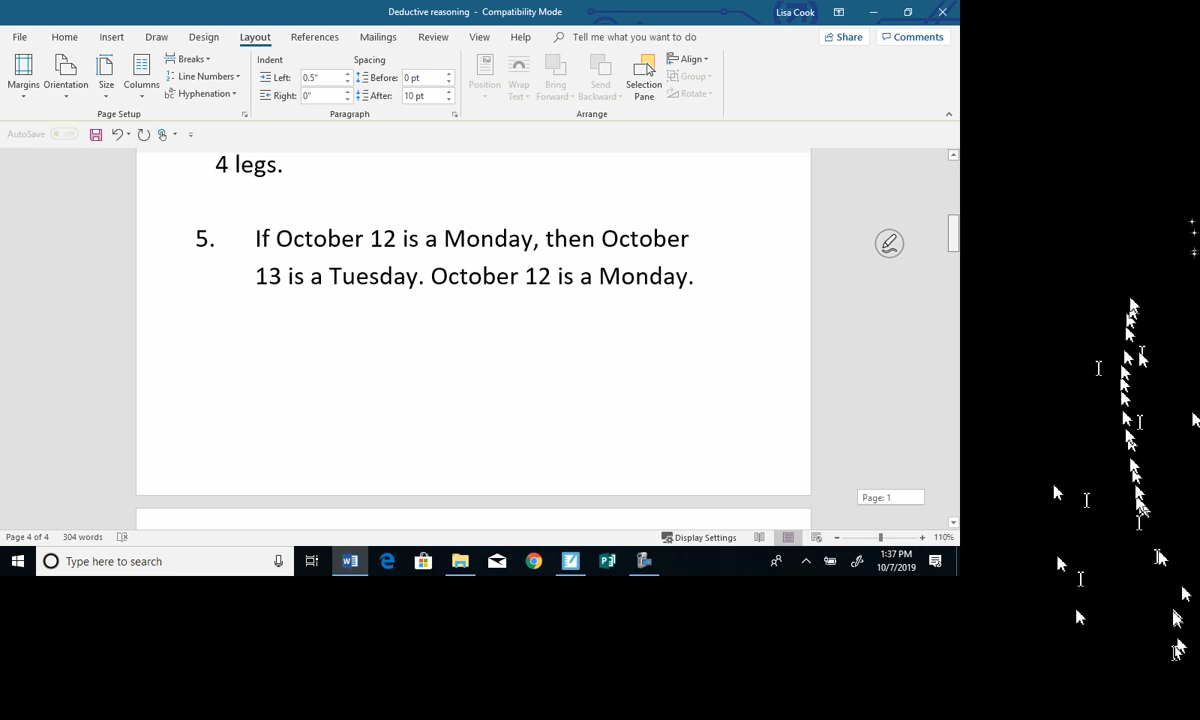 Deductive reasoning - Compatibility Mode
Lisa Cook
File Home Insert Draw Design Layout References Mailings Review View Help Tell me what you want to do Share Comments
Margins Orientation Size Columns
Breaks
Line Numbers
Hyphenation
Page Setup
Indent Spacing
Left: 0.5" Before: 0 pt
Right: 0" After: 10 pt
Paragraph
Position Wrap Text Bring Forward Send Backward Selection Pane
Align
Group
Rotate
Arrange
AutoSave Off
4 legs.
5. If October 12 is a Monday, then October
13 is a Tuesday. October 12 is a Monday.
Page: 1
Page 4 of 4 304 words Display Settings 110%
Type here to search
1:37 PM
10/7/2019